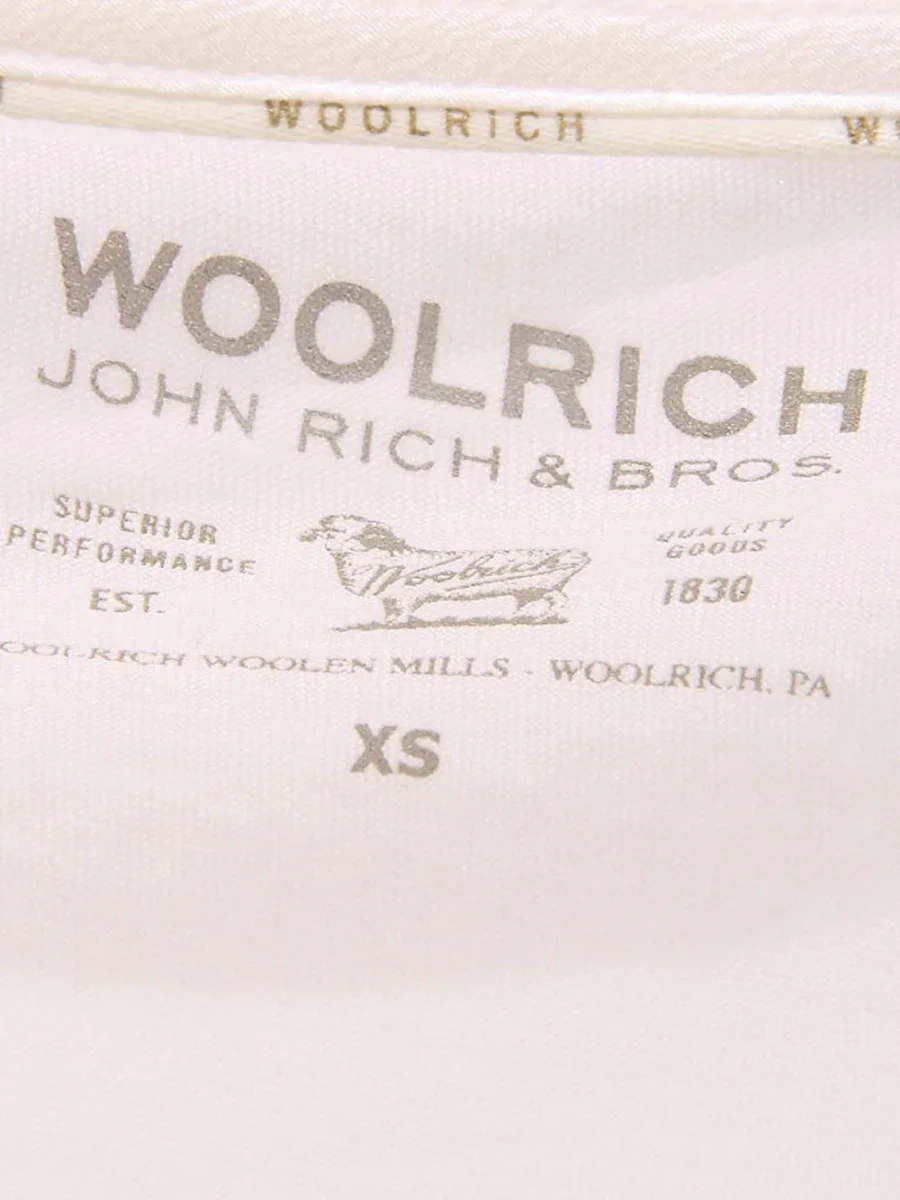 WOOLRICH
WOOLRICH
JOHN RICH & BROS.
SUPERIOR
PERFORMANCE
EST.
Woolrich
QUALITY
GOODS
1830
WOOLEN MILLS - WOOLRICH, PA
XS